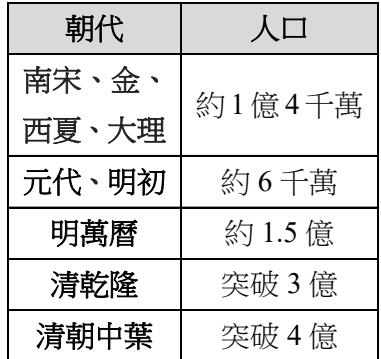 朝代 人口
南宋、金、
西夏、大理 約 1 億 4 千萬
元代、明初 約 6 千萬
明萬曆 約 1.5 億
清乾隆 突破 3 億
清朝中葉 突破 4 億